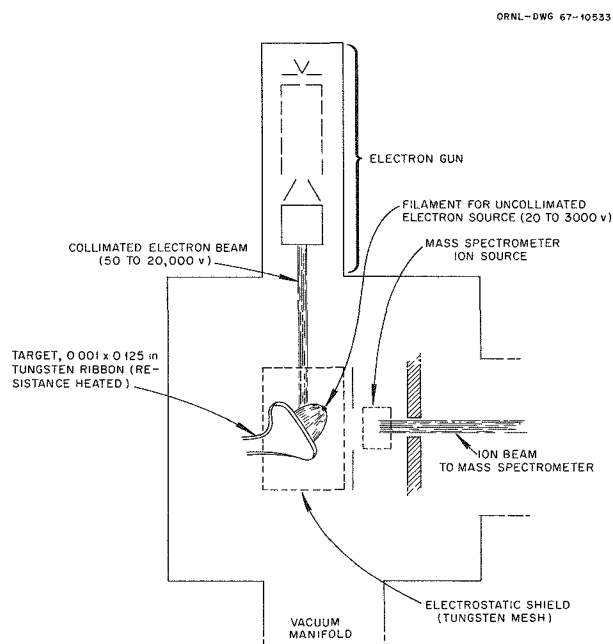 ORNL-DWG 67-10533
ELECTRON GUN
FILAMENT FOR UNCOLLIMATED
ELECTRON SOURCE (20 TO 3000 v)
MASS SPECTROMETER
ION SOURCE
COLLIMATED ELECTRON BEAM
(50 TO 20,000 v)
TARGET, 0 001 x 0 125 in
TUNGSTEN RIBBON (RE-
SISTANCE HEATED)
ION BEAM
TO MASS SPECTROMETER
ELECTROSTATIC SHIELD
(TUNGSTEN MESH)
VACUUM
MANIFOLD